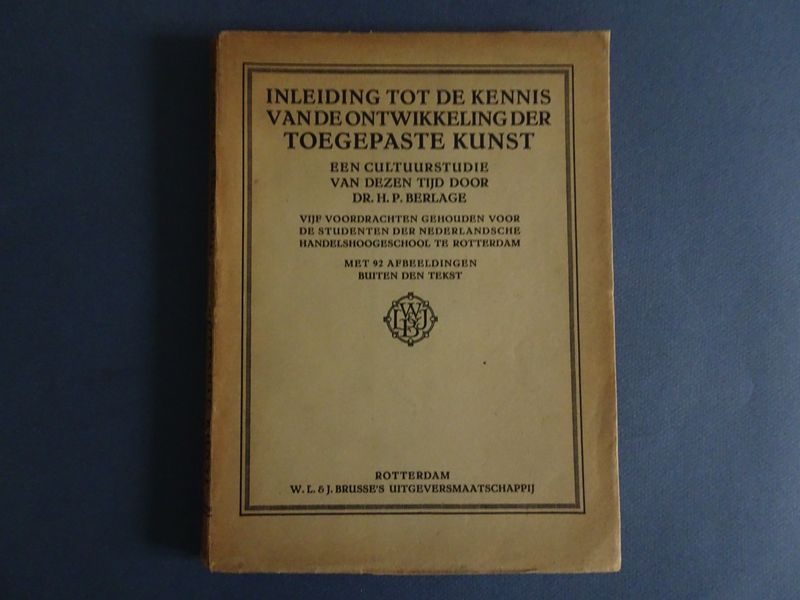 INLEIDING TOT DE KENNIS
VAN DE ONTWIKKELING DER
TOEGEPASTE KUNST
EEN CULTUURSTUDIE
VAN DEZEN TIJD DOOR
DR. H. P. BERLAGE
VIJF VOORDRACHTEN GEHOUDEN VOOR
DE STUDENTEN DER NEDERLANDSCHE
HANDELSHOOGESCHOOL TE ROTTERDAM
MET 92 AFBEELDINGEN
BUITEN DEN TEKST
W
L&J
B
ROTTERDAM
W. L. & J. BRUSSE'S UITGEVERSMAATSCHAPPIJ